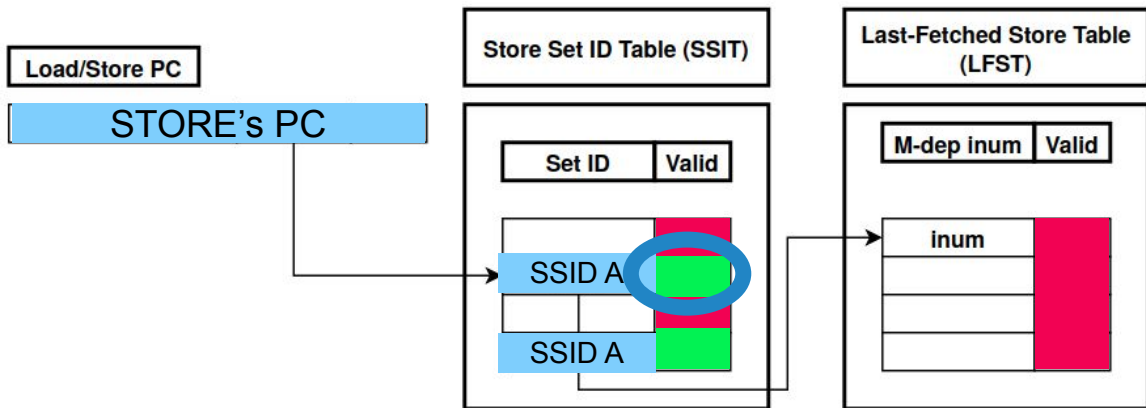 Load/Store PC
STORE's PC
Store Set ID Table (SSIT)
Set ID
Valid
SSID A
SSID A
Last-Fetched Store Table
(LFST)
M-dep inum
Valid
inum